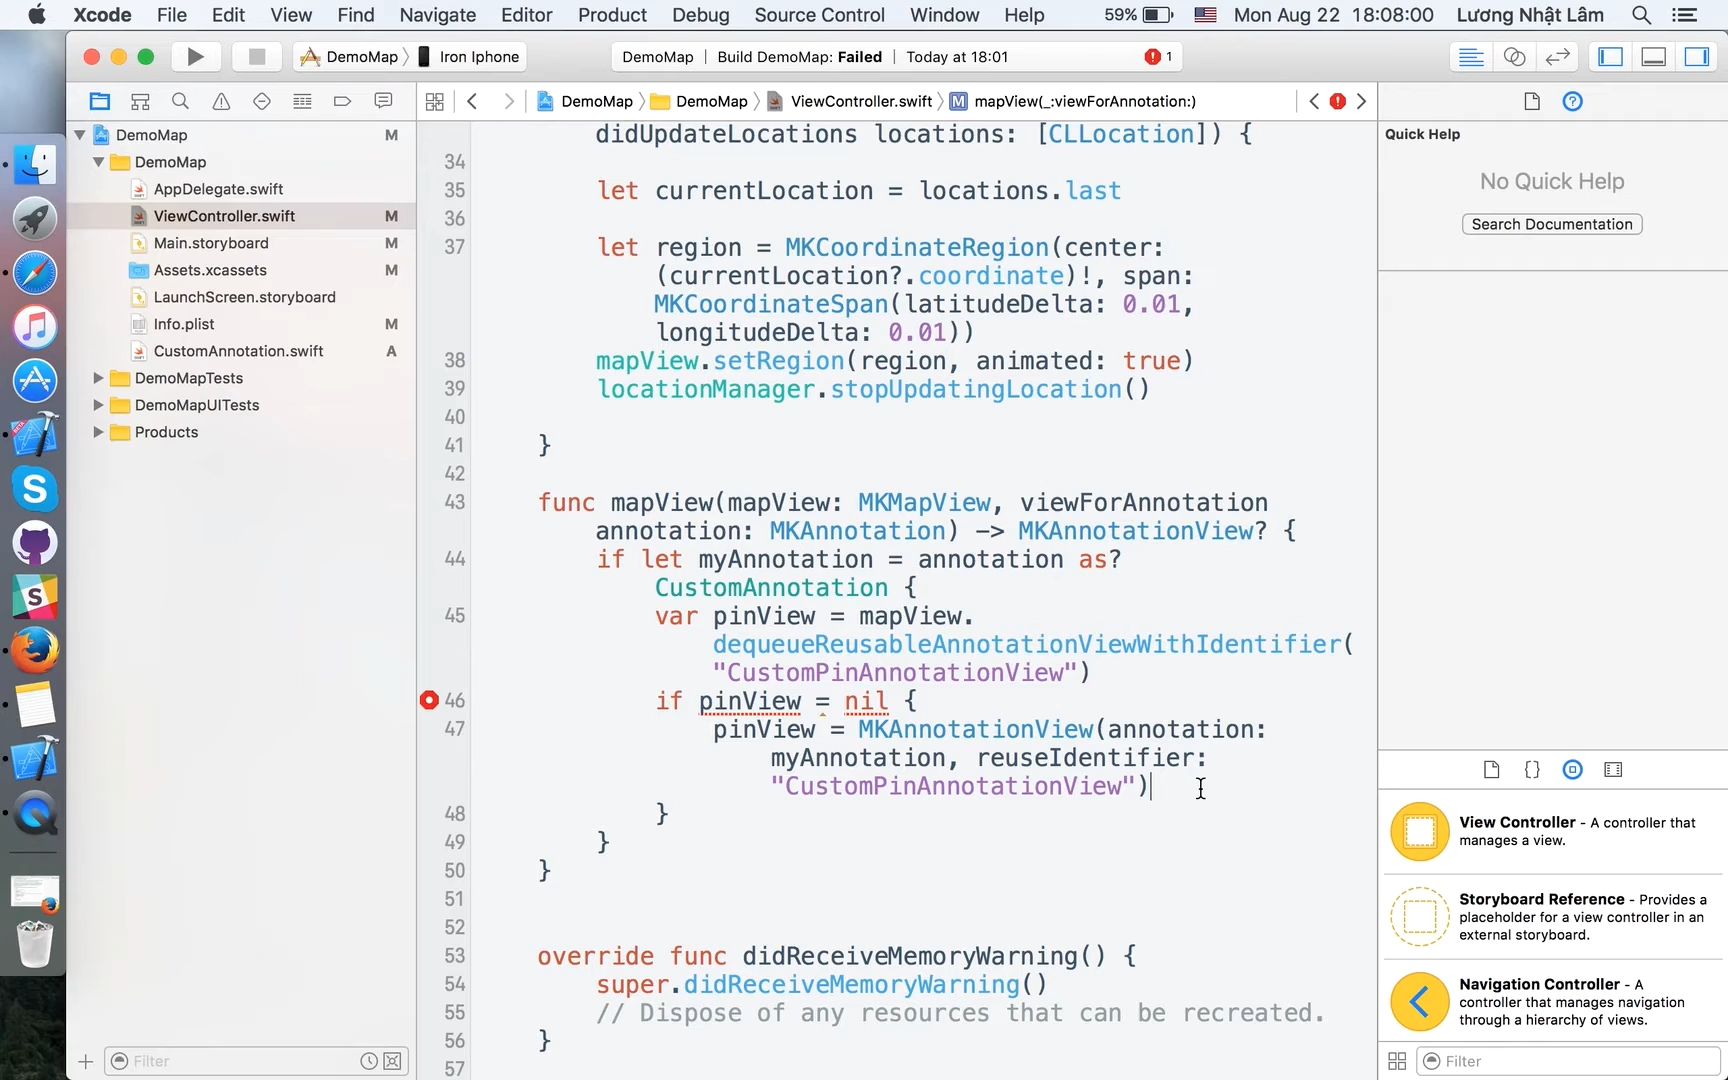 Xcode File Edit View Find Navigate Editor Product Debug Source Control Window Help 59% Mon Aug 22 18:08:00 Lương Nhật Lâm
DemoMap Iron Iphone DemoMap | Build DemoMap: Failed | Today at 18:01 1
DemoMap DemoMap ViewController.swift M mapView(_:viewForAnnotation:)
DemoMap M
DemoMap
AppDelegate.swift
ViewController.swift M
Main.storyboard M
Assets.xcassets M
LaunchScreen.storyboard
Info.plist M
CustomAnnotation.swift A
DemoMapTests
DemoMapUITests
Products
Filter
didUpdateLocations locations: [CLLocation]) {
34
35 let currentLocation = locations.last
36
37 let region = MKCoordinateRegion(center:
(currentLocation?.coordinate)!, span:
MKCoordinateSpan(latitudeDelta: 0.01,
longitudeDelta: 0.01))
38 mapView.setRegion(region, animated: true)
39 locationManager.stopUpdatingLocation()
40
41 }
42
43 func mapView(mapView: MKMapView, viewForAnnotation
annotation: MKAnnotation) -> MKAnnotationView? {
44 if let myAnnotation = annotation as?
CustomAnnotation {
45 var pinView = mapView.
dequeueReusableAnnotationViewWithIdentifier(
"CustomPinAnnotationView")
46 if pinView = nil {
47 pinView = MKAnnotationView(annotation:
myAnnotation, reuseIdentifier:
"CustomPinAnnotationView")
48 }
49 }
50 }
51
52
53 override func didReceiveMemoryWarning() {
54 super.didReceiveMemoryWarning()
55 // Dispose of any resources that can be recreated.
56 }
57
Quick Help
No Quick Help
Search Documentation
View Controller - A controller that
manages a view.
Storyboard Reference - Provides a
placeholder for a view controller in an
external storyboard.
Navigation Controller - A
controller that manages navigation
through a hierarchy of views.
Filter